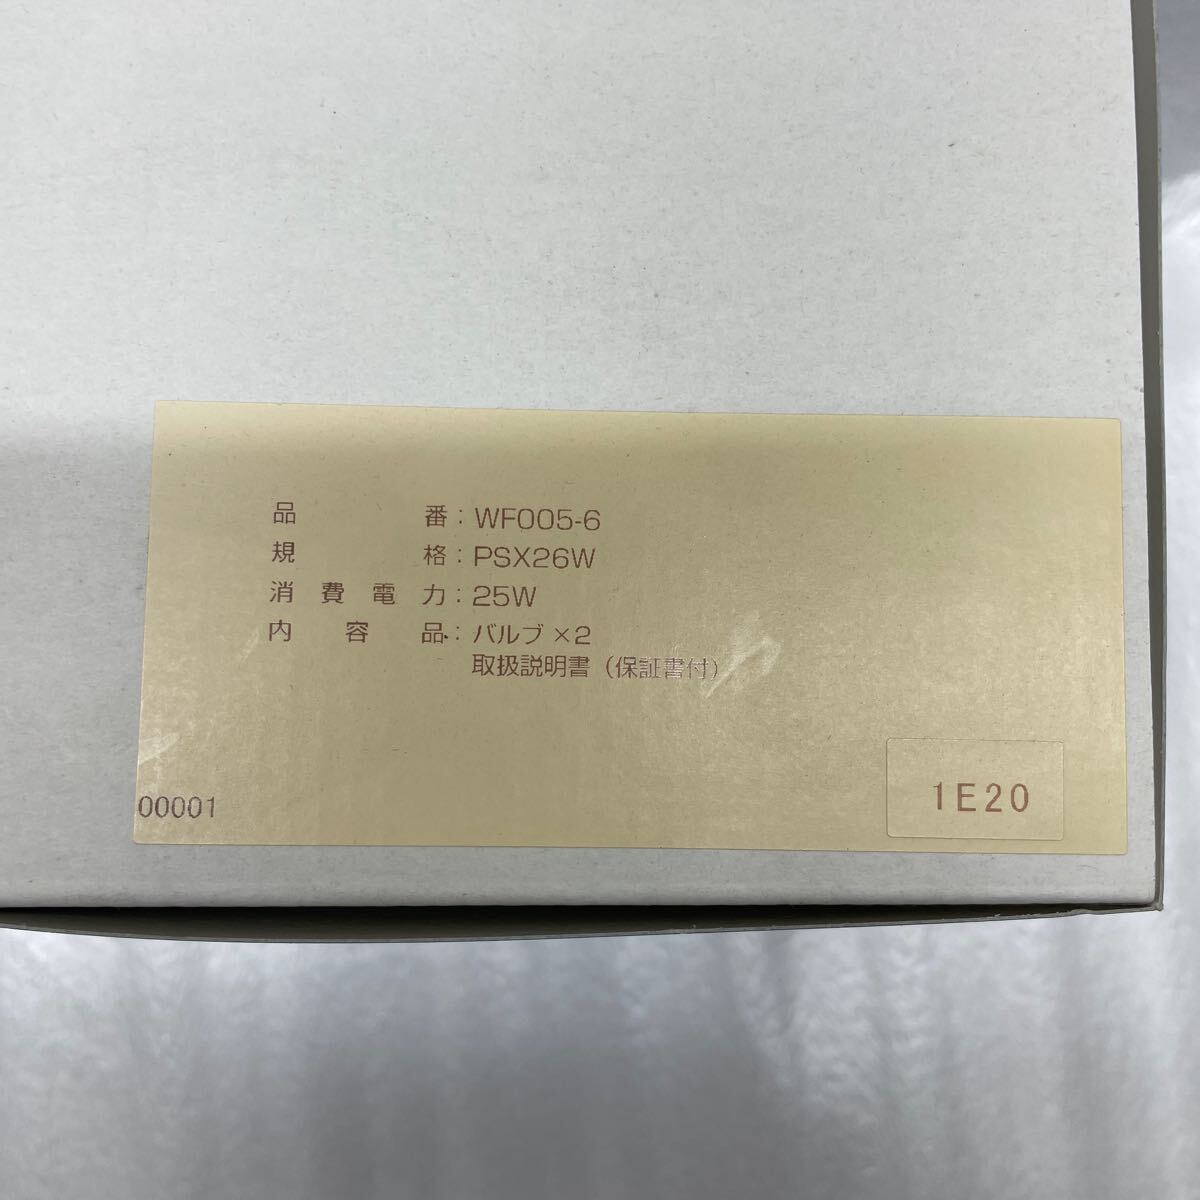 品番：WF005-6
規格：PSX26W
消費電力：25W
内容品：バルブ×2
取扱説明書（保証書付）
00001
1E20